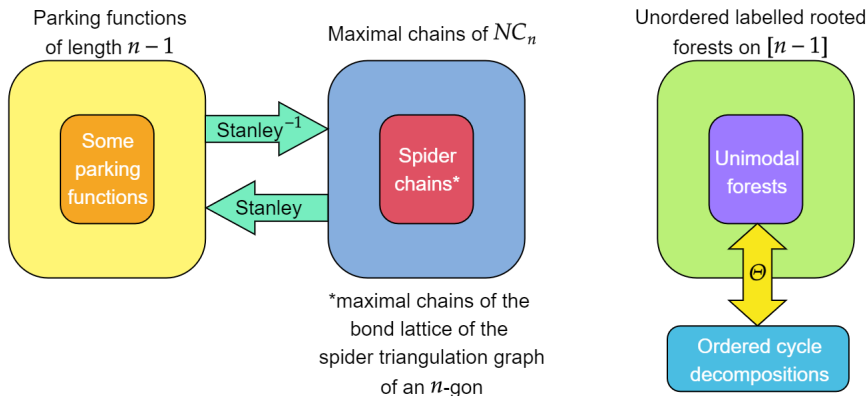 Parking functions
of length n – 1
Some
parking
functions
Stanley⁻¹
Stanley
Maximal chains of NCₙ
Spider
chains*
*maximal chains of the
bond lattice of the
spider triangulation graph
of an n-gon
Unordered labelled rooted
forests on [n – 1]
Unimodal
forests
Θ
Ordered cycle
decompositions